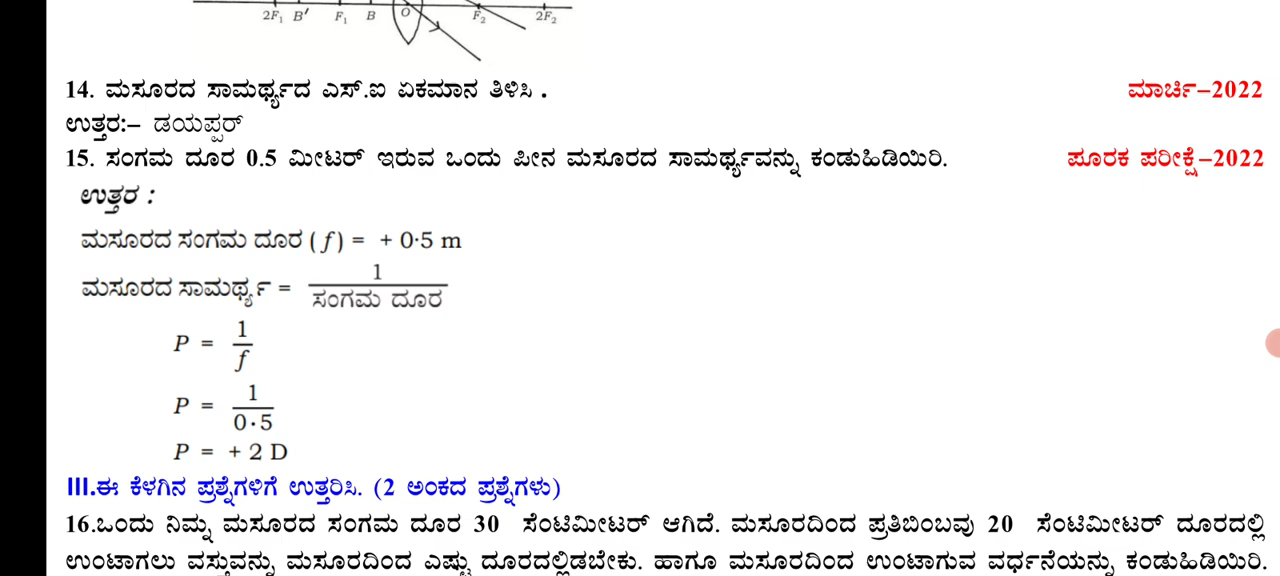 2F₁ B′ F₁ B O F₂ 2F₂
14. ಮಸೂರದ ಸಾಮರ್ಥ್ಯದ ಎಸ್.ಐ ಏಕಮಾನ ತಿಳಿಸಿ . ಮಾರ್ಚಿ–2022
ಉತ್ತರ:– ಡಯಪ್ಟರ್
15. ಸಂಗಮ ದೂರ 0.5 ಮೀಟರ್ ಇರುವ ಒಂದು ಪೀನ ಮಸೂರದ ಸಾಮರ್ಥ್ಯವನ್ನು ಕಂಡುಹಿಡಿಯಿರಿ. ಪೂರಕ ಪರೀಕ್ಷೆ–2022
ಉತ್ತರ :
ಮಸೂರದ ಸಂಗಮ ದೂರ ( f ) = + 0·5 m
ಮಸೂರದ ಸಾಮರ್ಥ್ಯ = 1 / ಸಂಗಮ ದೂರ
P = 1 / f
P = 1 / 0·5
P = + 2 D
III.ಈ ಕೆಳಗಿನ ಪ್ರಶ್ನೆಗಳಿಗೆ ಉತ್ತರಿಸಿ. (2 ಅಂಕದ ಪ್ರಶ್ನೆಗಳು)
16.ಒಂದು ನಿಮ್ನ ಮಸೂರದ ಸಂಗಮ ದೂರ 30 ಸೆಂಟಿಮೀಟರ್ ಆಗಿದೆ. ಮಸೂರದಿಂದ ಪ್ರತಿಬಿಂಬವು 20 ಸೆಂಟಿಮೀಟರ್ ದೂರದಲ್ಲಿ
ಉಂಟಾಗಲು ವಸ್ತುವನ್ನು ಮಸೂರದಿಂದ ಎಷ್ಟು ದೂರದಲ್ಲಿಡಬೇಕು. ಹಾಗೂ ಮಸೂರದಿಂದ ಉಂಟಾಗುವ ವರ್ಧನೆಯನ್ನು ಕಂಡುಹಿಡಿಯಿರಿ.